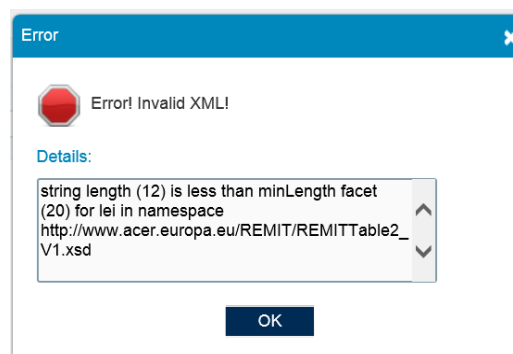 Error
Error! Invalid XML!
Details:
string length (12) is less than minLength facet
(20) for lei in namespace
http://www.acer.europa.eu/REMIT/REMITTable2_
V1.xsd
OK